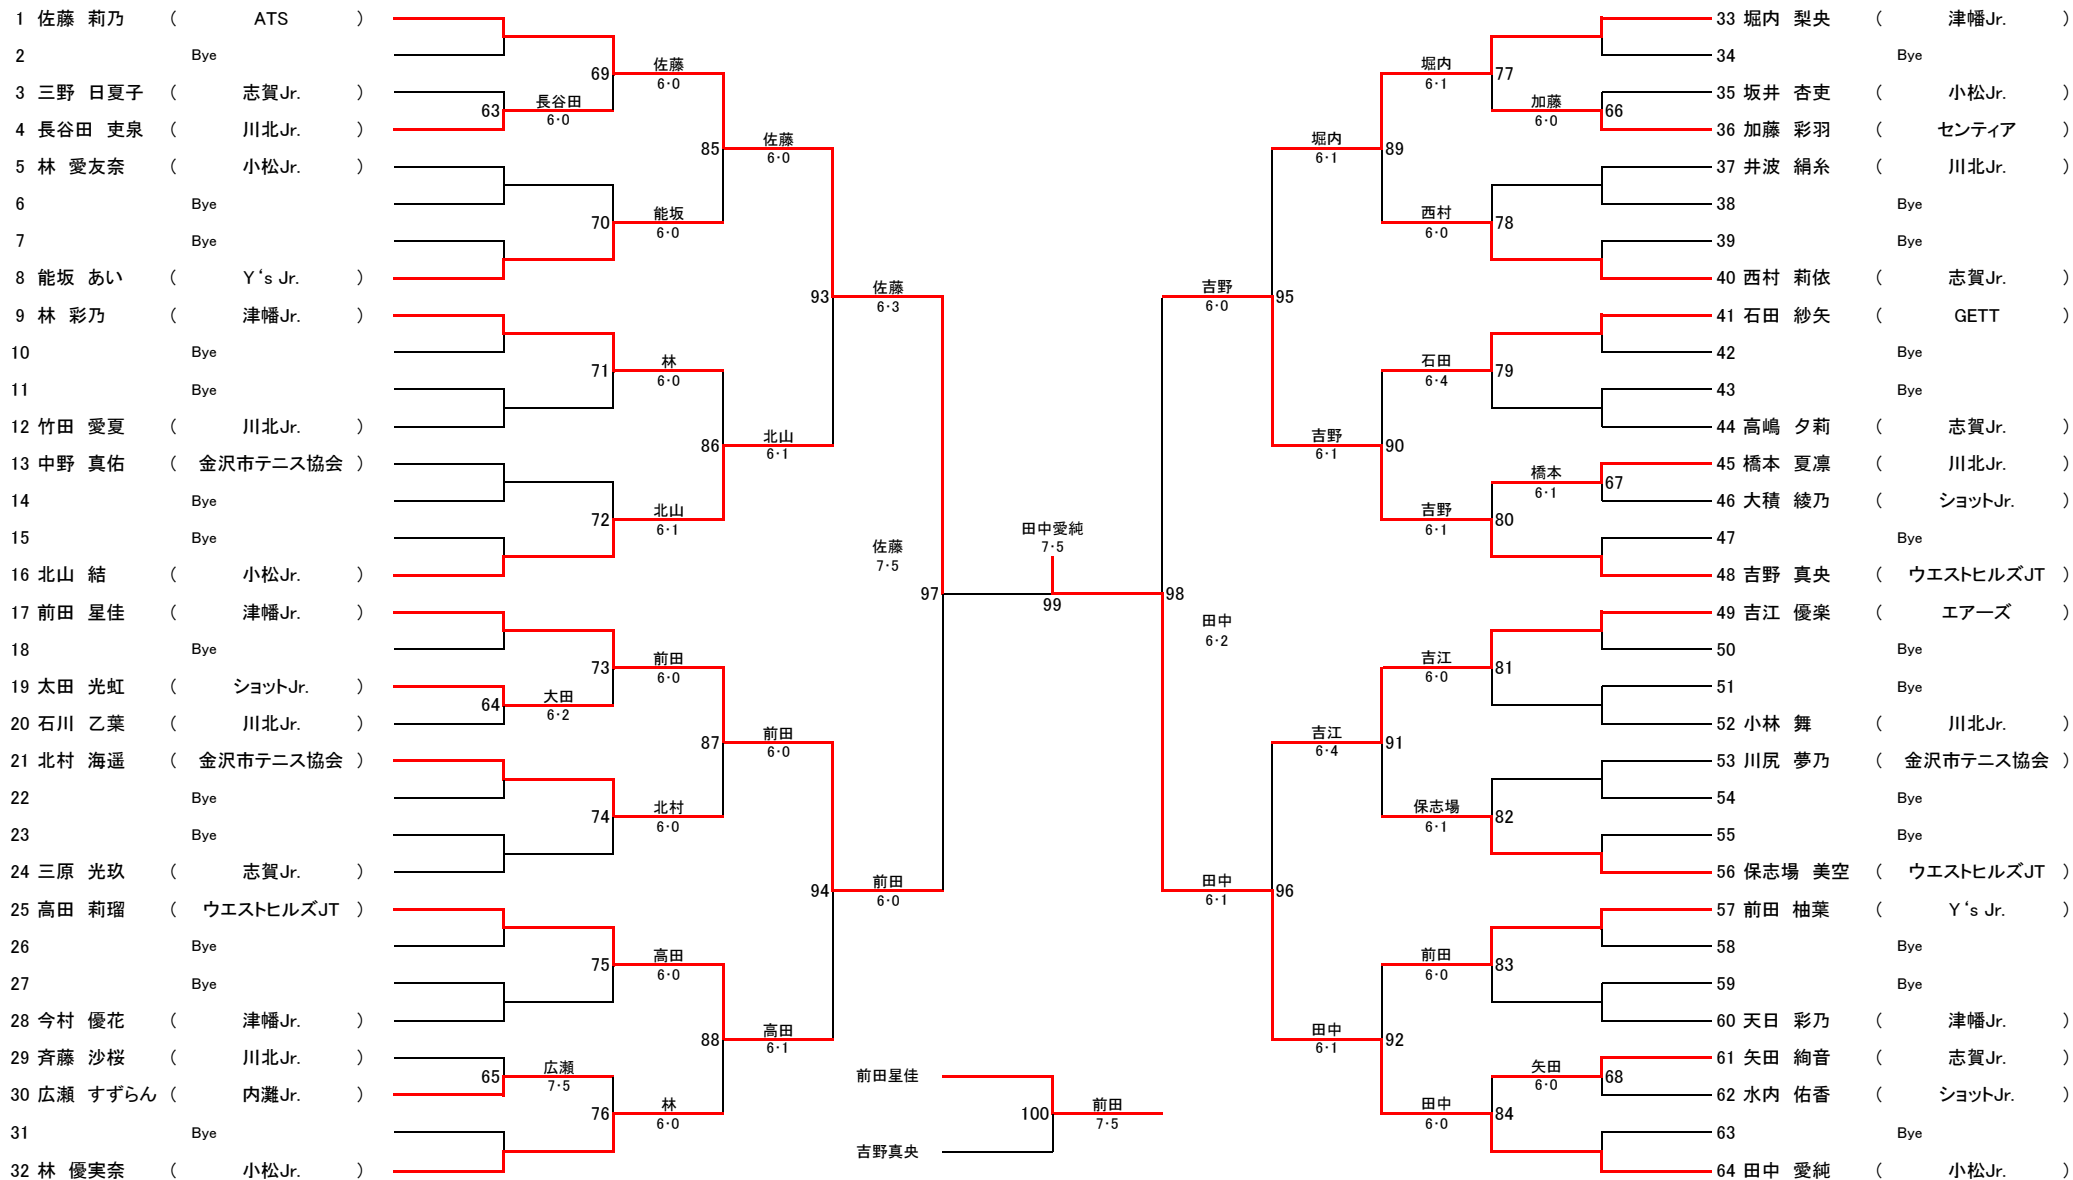 1 佐藤 莉乃 ( ATS )
2 Bye
3 三野 日夏子 ( 志賀Jr. )
4 長谷田 吏泉 ( 川北Jr. )
5 林 愛友奈 ( 小松Jr. )
6 Bye
7 Bye
8 能坂 あい ( Y‘s Jr. )
9 林 彩乃 ( 津幡Jr. )
10 Bye
11 Bye
12 竹田 愛夏 ( 川北Jr. )
13 中野 真佑 ( 金沢市テニス協会 )
14 Bye
15 Bye
16 北山 結 ( 小松Jr. )
17 前田 星佳 ( 津幡Jr. )
18 Bye
19 太田 光虹 ( ショットJr. )
20 石川 乙葉 ( 川北Jr. )
21 北村 海遥 ( 金沢市テニス協会 )
22 Bye
23 Bye
24 三原 光玖 ( 志賀Jr. )
25 高田 莉瑠 ( ウエストヒルズJT )
26 Bye
27 Bye
28 今村 優花 ( 津幡Jr. )
29 斉藤 沙桜 ( 川北Jr. )
30 広瀬 すずらん ( 内灘Jr. )
31 Bye
32 林 優実奈 ( 小松Jr. )
63 長谷田
6・0
64 大田
6・2
65 広瀬
7・5
69 佐藤
6・0
70 能坂
6・0
71 林
6・0
72 北山
6・1
73 前田
6・0
74 北村
6・0
75 高田
6・0
76 林
6・0
85 佐藤
6・0
86 北山
6・1
87 前田
6・0
88 高田
6・1
93 佐藤
6・3
94 前田
6・0
佐藤
7・5
97
田中愛純
7・5
99
98
田中
6・2
前田星佳
吉野真央
100 前田
7・5
吉野
6・0 95
田中
6・1 96
堀内
6・1 89
吉野
6・1 90
吉江
6・4 91
田中
6・1 92
堀内
6・1 77
西村
6・0 78
石田
6・4 79
吉野
6・1 80
吉江
6・0 81
保志場
6・1 82
前田
6・0 83
田中
6・0 84
加藤
6・0 66
橋本
6・1 67
矢田
6・0 68
33 堀内 梨央 ( 津幡Jr. )
34 Bye
35 坂井 杏吏 ( 小松Jr. )
36 加藤 彩羽 ( センティア )
37 井波 絹糸 ( 川北Jr. )
38 Bye
39 Bye
40 西村 莉依 ( 志賀Jr. )
41 石田 紗矢 ( GETT )
42 Bye
43 Bye
44 高嶋 夕莉 ( 志賀Jr. )
45 橋本 夏凛 ( 川北Jr. )
46 大積 綾乃 ( ショットJr. )
47 Bye
48 吉野 真央 ( ウエストヒルズJT )
49 吉江 優楽 ( エアーズ )
50 Bye
51 Bye
52 小林 舞 ( 川北Jr. )
53 川尻 夢乃 ( 金沢市テニス協会 )
54 Bye
55 Bye
56 保志場 美空 ( ウエストヒルズJT )
57 前田 柚葉 ( Y‘s Jr. )
58 Bye
59 Bye
60 天日 彩乃 ( 津幡Jr. )
61 矢田 絢音 ( 志賀Jr. )
62 水内 佑香 ( ショットJr. )
63 Bye
64 田中 愛純 ( 小松Jr. )